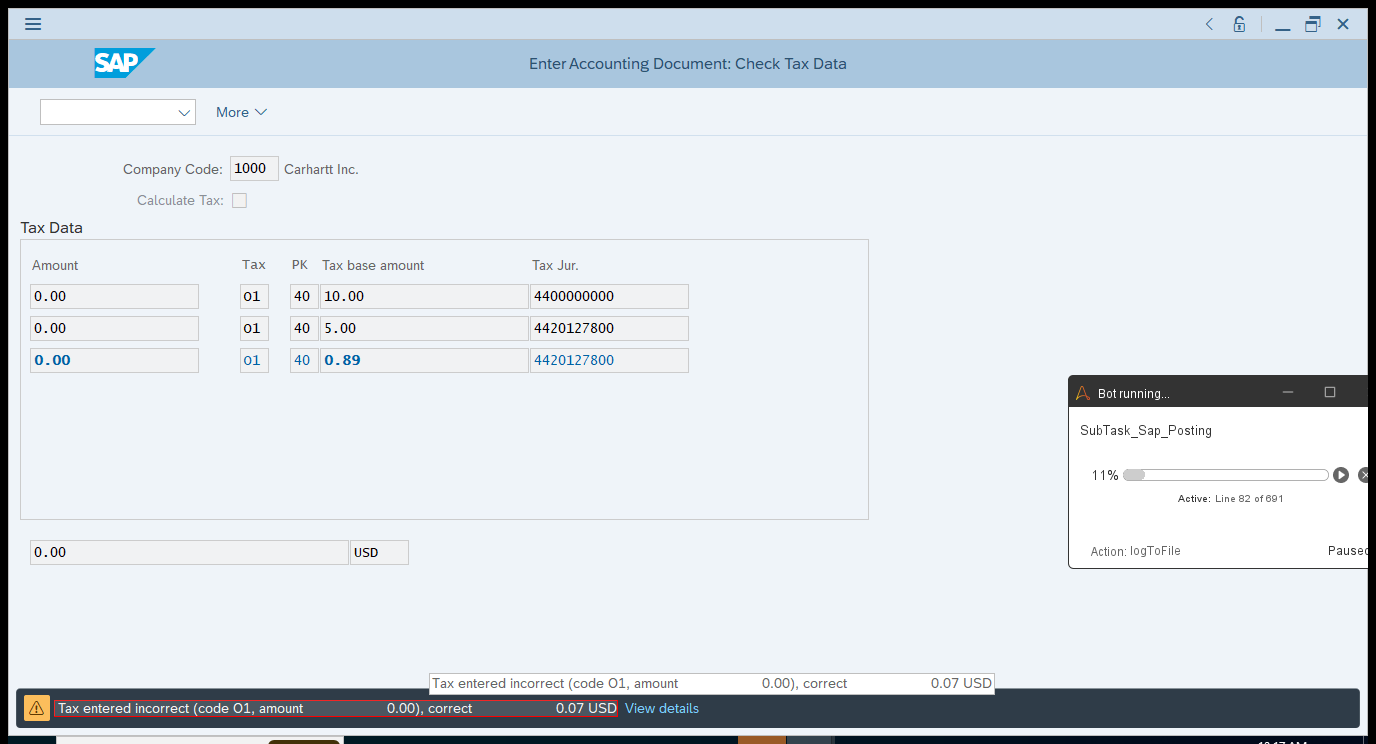 SAP
Enter Accounting Document: Check Tax Data
More
Company Code: 1000 Carhartt Inc.
Calculate Tax:
Tax Data
Amount Tax PK Tax base amount Tax Jur.
0.00 O1 40 10.00 4400000000
0.00 O1 40 5.00 4420127800
0.00 O1 40 0.89 4420127800
Bot running...
SubTask_Sap_Posting
11%
Active: Line 82 of 691
Action: logToFile Paused
0.00 USD
Tax entered incorrect (code O1, amount 0.00), correct 0.07 USD
Tax entered incorrect (code O1, amount 0.00), correct 0.07 USD View details